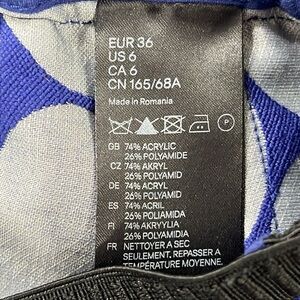 EUR 36
US 6
CA 6
CN 165/68A
Made in Romania
P
GB 74% ACRYLIC
26% POLYAMIDE
CZ 74% AKRYL
26% POLYAMID
DE 74% ACRYL
26% POLYAMID
ES 74% ACRIL
26% POLIAMIDA
FI 74% AKRYYLIA
26% POLYAMIDIA
FR NETTOYER A SEC
SEULEMENT, REPASSER A
TEMPÉRATURE MOYENNE.